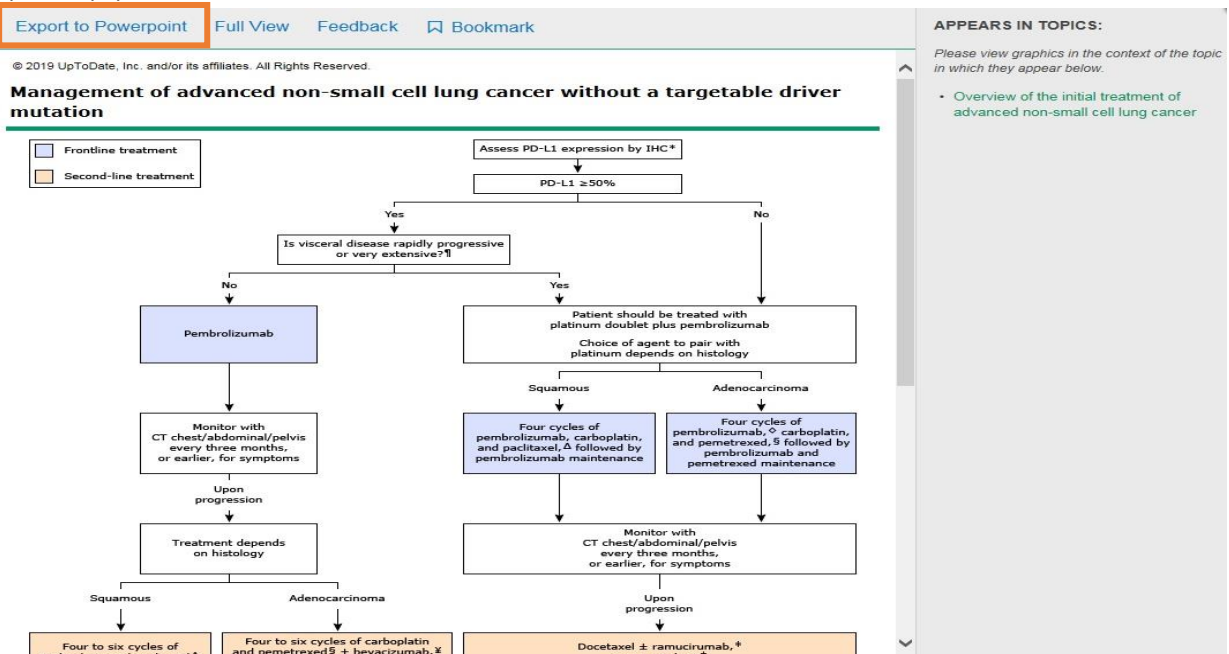 Export to Powerpoint Full View Feedback Bookmark
© 2019 UpToDate, Inc. and/or its affiliates. All Rights Reserved.
Management of advanced non-small cell lung cancer without a targetable driver
mutation
Frontline treatment
Second-line treatment
Assess PD-L1 expression by IHC*
PD-L1 ≥50%
Yes
No
Is visceral disease rapidly progressive
or very extensive?¶
No
Yes
Pembrolizumab
Patient should be treated with
platinum doublet plus pembrolizumab
Choice of agent to pair with
platinum depends on histology
Squamous
Adenocarcinoma
Monitor with
CT chest/abdominal/pelvis
every three months,
or earlier, for symptoms
Four cycles of
pembrolizumab, carboplatin,
and paclitaxel,Δ followed by
pembrolizumab maintenance
Four cycles of
pembrolizumab,◇ carboplatin,
and pemetrexed,§ followed by
pembrolizumab and
pemetrexed maintenance
Upon
progression
Treatment depends
on histology
Monitor with
CT chest/abdominal/pelvis
every three months,
or earlier, for symptoms
Squamous
Adenocarcinoma
Upon
progression
Four to six cycles of
Four to six cycles of carboplatin
and pemetrexed§ ± bevacizumab,¥
Docetaxel ± ramucirumab,*
APPEARS IN TOPICS:
Please view graphics in the context of the topic
in which they appear below.
• Overview of the initial treatment of
advanced non-small cell lung cancer